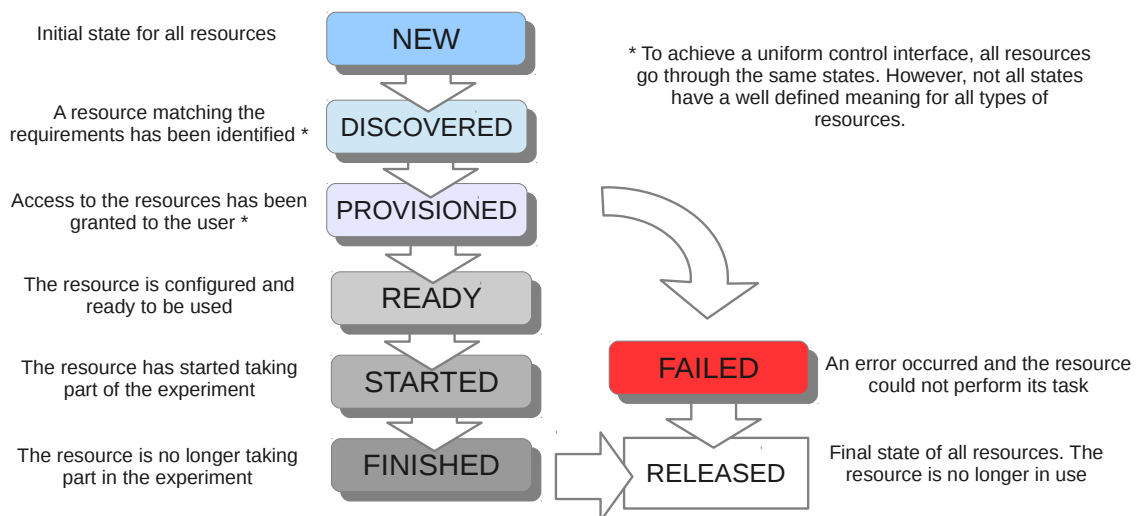 Initial state for all resources
NEW
* To achieve a uniform control interface, all resources
go through the same states. However, not all states
have a well defined meaning for all types of
resources.
A resource matching the
requirements has been identified *
DISCOVERED
Access to the resources has been
granted to the user *
PROVISIONED
The resource is configured and
ready to be used
READY
The resource has started taking
part of the experiment
STARTED
FAILED
An error occurred and the resource
could not perform its task
The resource is no longer taking
part in the experiment
FINISHED
RELEASED
Final state of all resources. The
resource is no longer in use